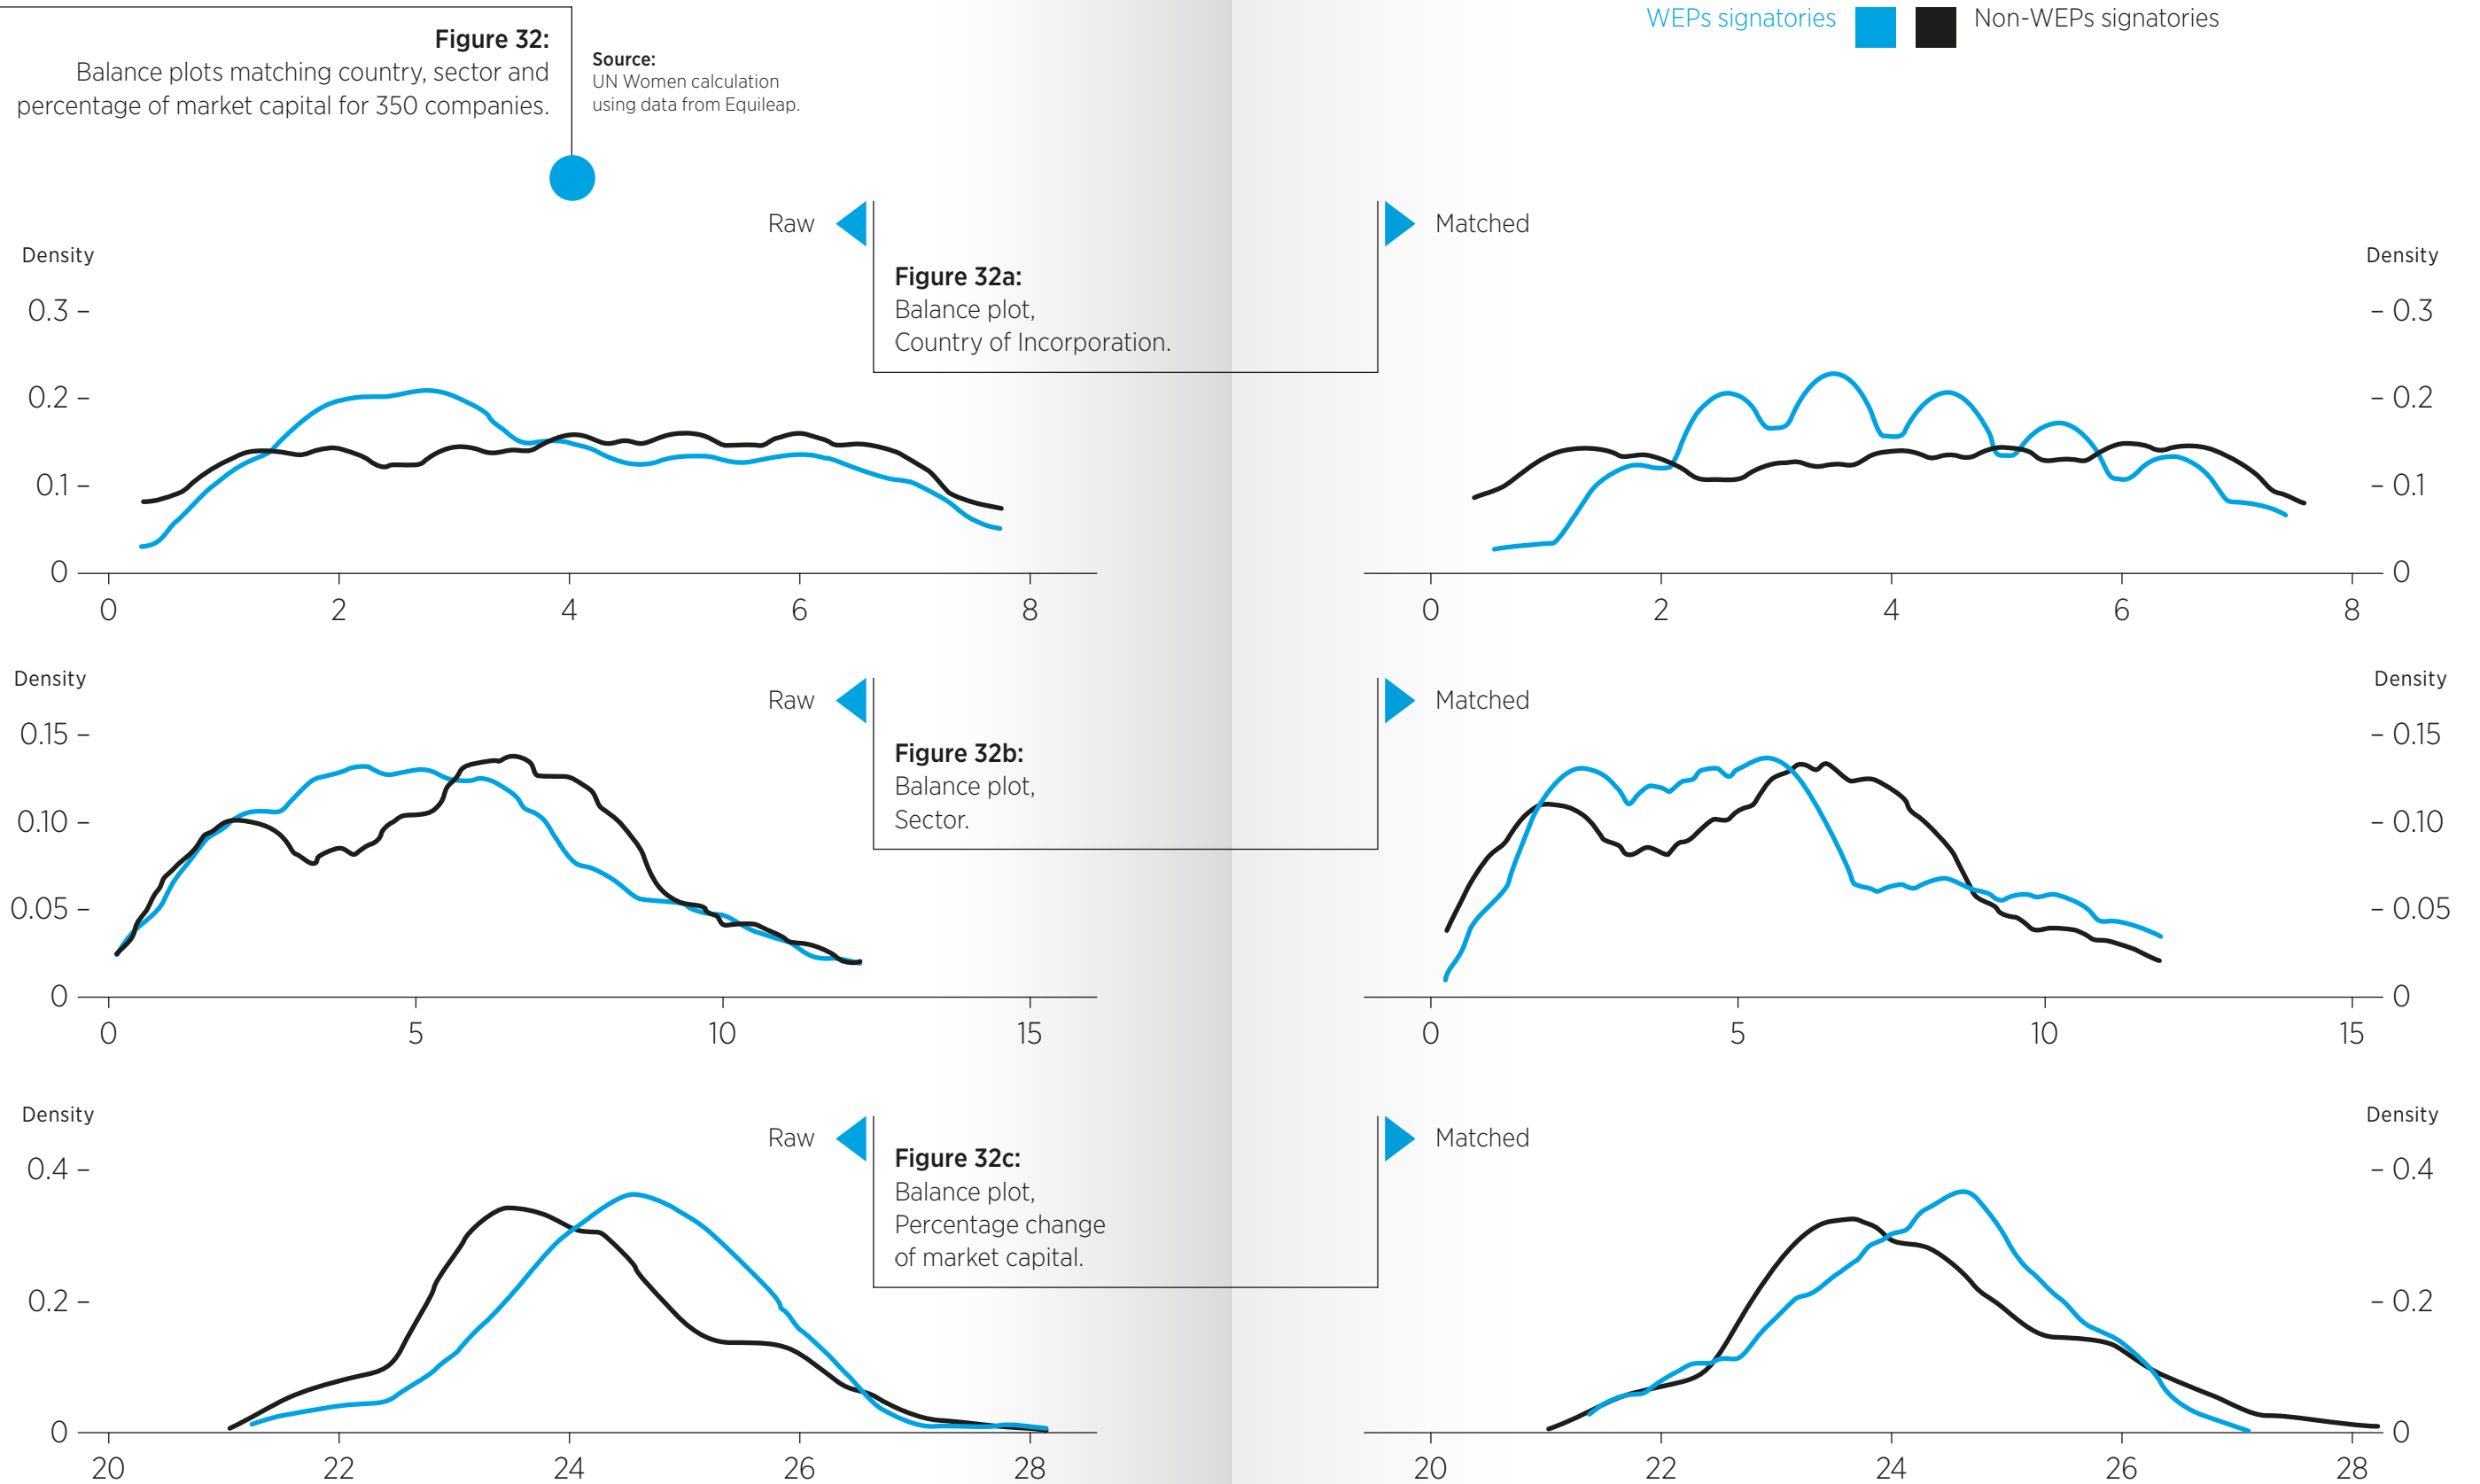 Figure 32:
Balance plots matching country, sector and
percentage of market capital for 350 companies.
Source:
UN Women calculation
using data from Equileap.
WEPs signatories
Non-WEPs signatories
Raw
Matched
Figure 32a:
Balance plot,
Country of Incorporation.
Density
0.3
0.2
0.1
0
0 2 4 6 8
Density
0.3
0.2
0.1
0
0 2 4 6 8
Raw
Matched
Figure 32b:
Balance plot,
Sector.
Density
0.15
0.10
0.05
0
0 5 10 15
Density
0.15
0.10
0.05
0
0 5 10 15
Raw
Matched
Figure 32c:
Balance plot,
Percentage change
of market capital.
Density
0.4
0.2
0
20 22 24 26 28
Density
0.4
0.2
0
20 22 24 26 28